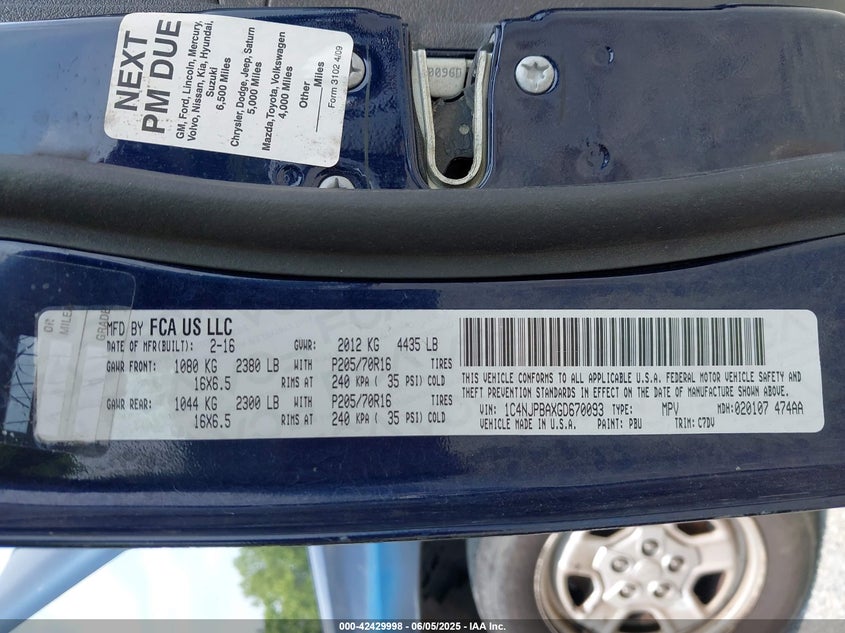 NEXT
PM DUE
GM, Ford, Lincoln, Mercury,
Volvo, Nissan, Kia, Hyundai,
Suzuki
6,500 Miles
Chrysler, Dodge, Jeep, Saturn
5,000 Miles
Mazda, Toyota, Volkswagen
4,000 Miles
Other
Miles
Form 3102 4/09
009GD
OR
MILE
GRADE
MFD BY FCA US LLC
DATE OF MFR(BUILT): 2-16 GVWR: 2012 KG 4435 LB
GAWR FRONT: 1080 KG 2380 LB WITH P205/70R16 TIRES
16X6.5 RIMS AT 240 KPA ( 35 PSI) COLD
GAWR REAR: 1044 KG 2300 LB WITH P205/70R16 TIRES
16X6.5 RIMS AT 240 KPA ( 35 PSI) COLD
THIS VEHICLE CONFORMS TO ALL APPLICABLE U.S.A. FEDERAL MOTOR VEHICLE SAFETY AND
THEFT PREVENTION STANDARDS IN EFFECT ON THE DATE OF MANUFACTURE SHOWN ABOVE.
VIN: 1C4NJPBAXGD670093 TYPE: MPV MDH: 020107 474AA
VEHICLE MADE IN U.S.A. PAINT: PBU TRIM: C7DV
000-42429998 - 06/05/2025 - IAA, Inc.